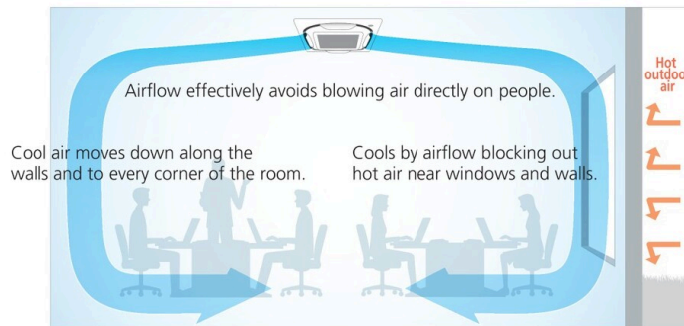 Hot
outdoor
air
Airflow effectively avoids blowing air directly on people.
Cool air moves down along the
walls and to every corner of the room.
Cools by airflow blocking out
hot air near windows and walls.